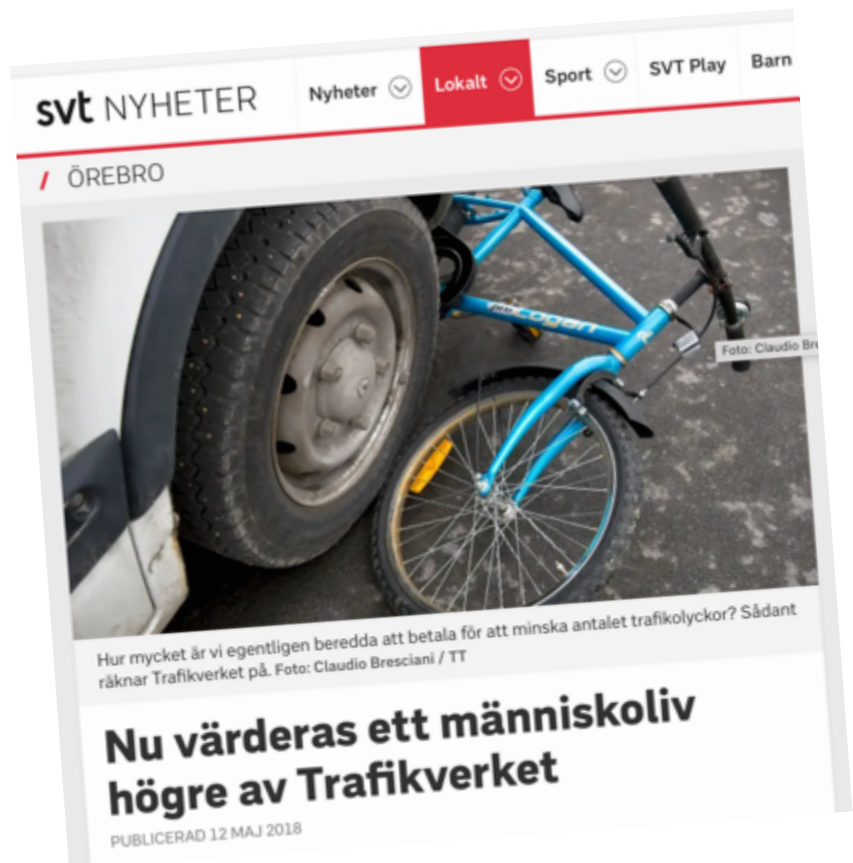 svt NYHETER
Nyheter
Lokalt
Sport
SVT Play
Barn
/ ÖREBRO
Foto: Claudio
Hur mycket är vi egentligen beredda att betala för att minska antalet trafikolyckor? Sådant
räknar Trafikverket på. Foto: Claudio Bresciani / TT
Nu värderas ett människoliv
högre av Trafikverket
PUBLICERAD 12 MAJ 2018